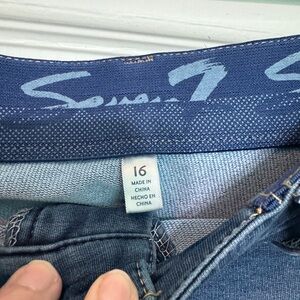 Seven7 S
16
MADE IN
CHINA
HECHO EN
CHINA